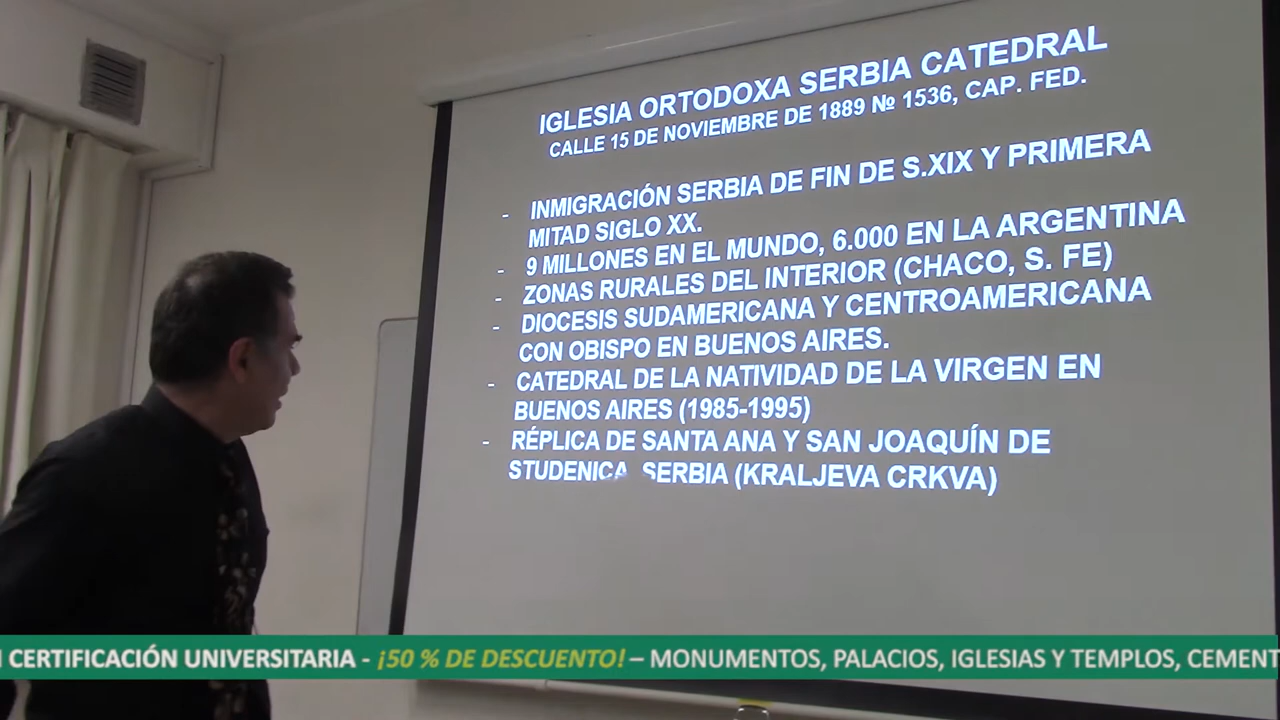 IGLESIA ORTODOXA SERBIA CATEDRAL
CALLE 15 DE NOVIEMBRE DE 1889 Nº 1536, CAP. FED.
- INMIGRACIÓN SERBIA DE FIN DE S.XIX Y PRIMERA
MITAD SIGLO XX.
- 9 MILLONES EN EL MUNDO, 6.000 EN LA ARGENTINA
- ZONAS RURALES DEL INTERIOR (CHACO, S. FE)
- DIOCESIS SUDAMERICANA Y CENTROAMERICANA
CON OBISPO EN BUENOS AIRES.
- CATEDRAL DE LA NATIVIDAD DE LA VIRGEN EN
BUENOS AIRES (1985-1995)
- RÉPLICA DE SANTA ANA Y SAN JOAQUÍN DE
STUDENICA, SERBIA (KRALJEVA CRKVA)
CERTIFICACIÓN UNIVERSITARIA - ¡50 % DE DESCUENTO! – MONUMENTOS, PALACIOS, IGLESIAS Y TEMPLOS, CEMENT